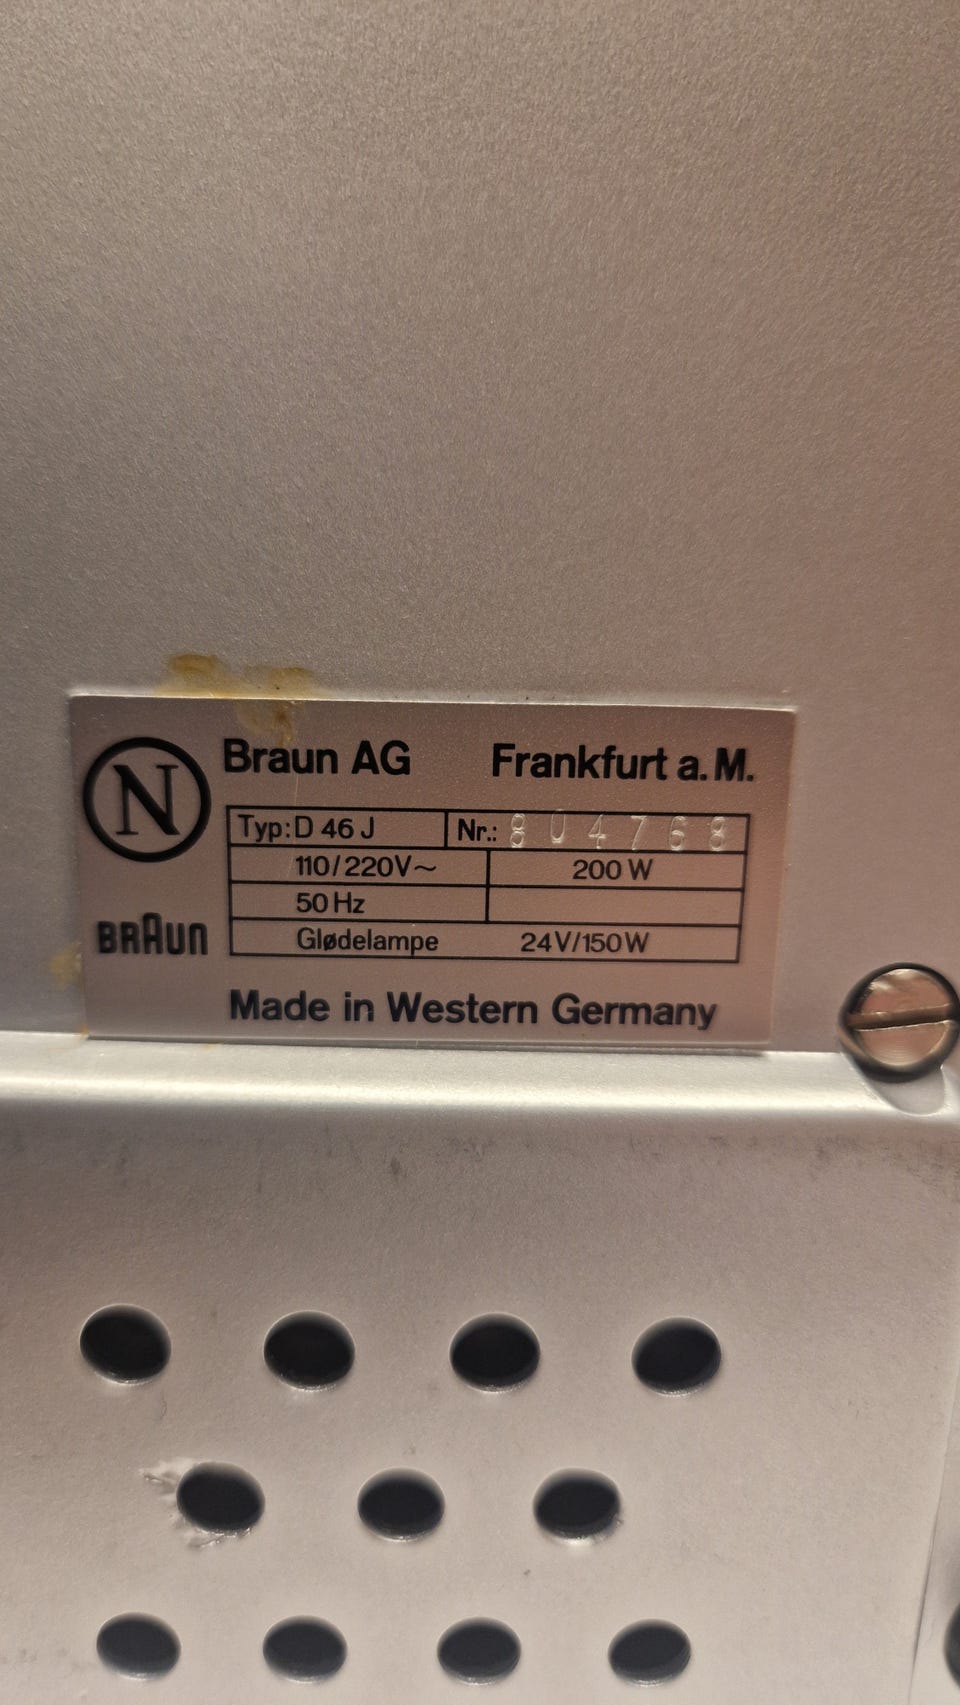 N
Braun AG Frankfurt a. M.
Typ: D 46 J Nr.: 804768
110/220V~ 200 W
50 Hz
Glødelampe 24V/150W
BRAUN
Made in Western Germany